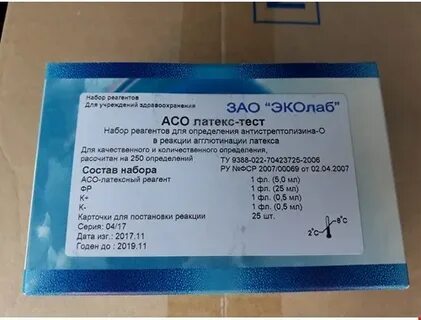 Набор реагентов
Для учреждений здравоохранения
ЗАО "ЭКОлаб"
АСО латекс-тест
Набор реагентов для определения антистрептолизина-О
в реакции агглютинации латекса
Для качественного и количественного определения,
рассчитан на 250 определений
ТУ 9388-022-70423725-2006
Состав набора
РУ №ФСР 2007/00069 от 02.04.2007
АСО-латексный реагент 1 фл. (5,0 мл)
ФР 1 фл. (25 мл)
К+ 1 фл. (0,5 мл)
К- 1 фл. (0,5 мл)
Карточки для постановки реакции 25 шт.
Серия: 04/17
Дата изг.: 2017.11
Годен до: 2019.11
2°C 8°C